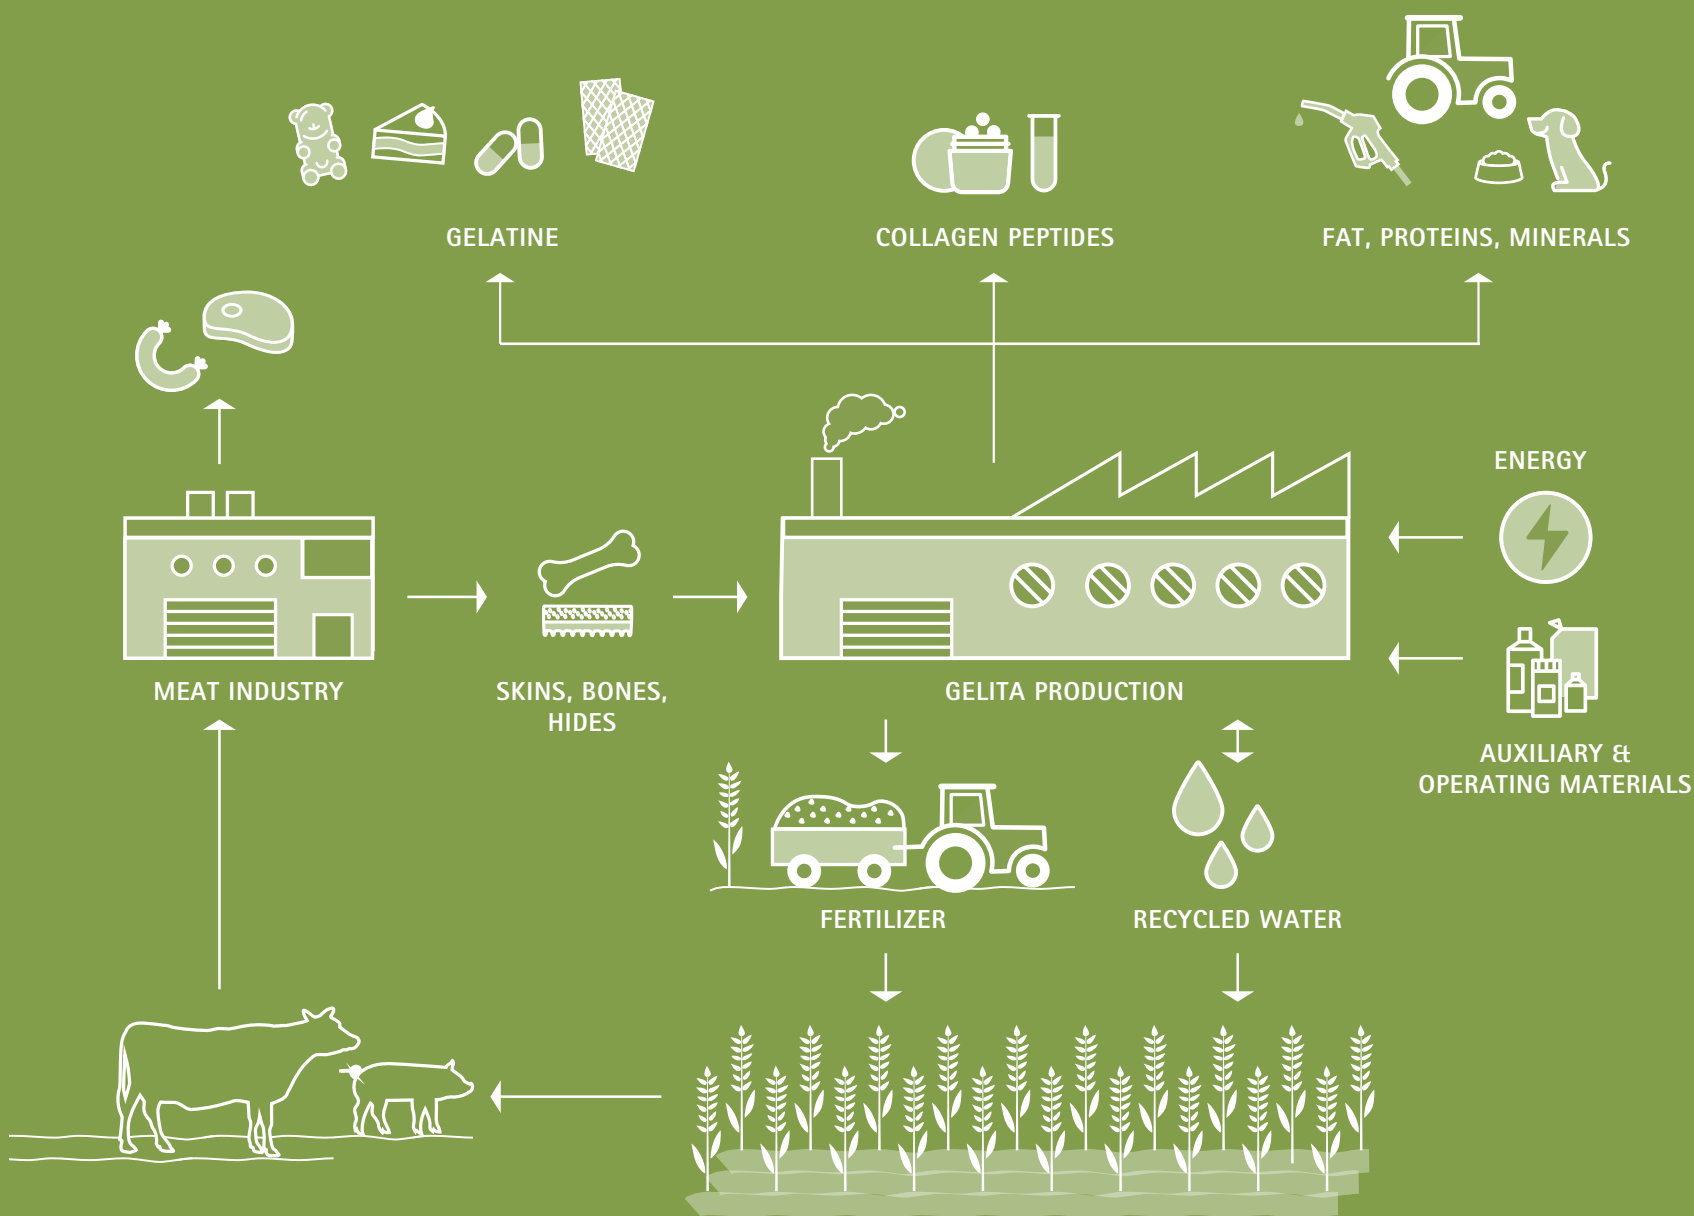 GELATINE
COLLAGEN PEPTIDES
FAT, PROTEINS, MINERALS
ENERGY
MEAT INDUSTRY
SKINS, BONES,
HIDES
GELITA PRODUCTION
AUXILIARY &
OPERATING MATERIALS
FERTILIZER
RECYCLED WATER